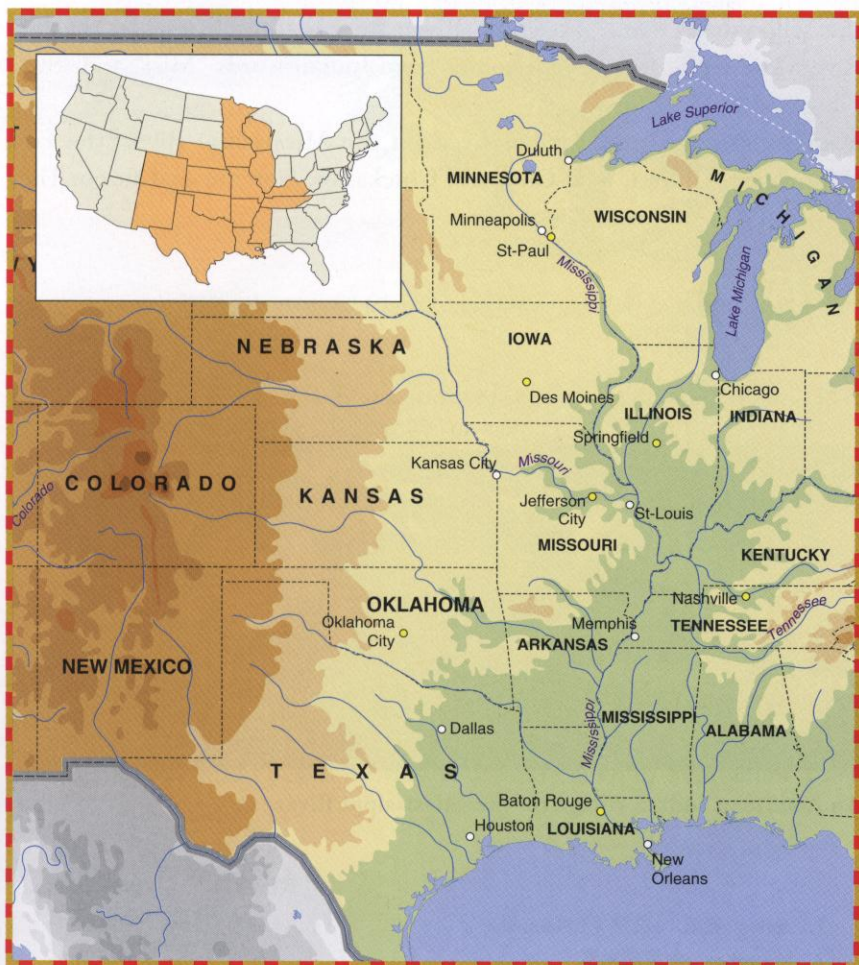 Lake Superior
Duluth
MINNESOTA
MICHIGAN
WISCONSIN
Minneapolis
St-Paul
Mississippi
Lake Michigan
NEBRASKA
IOWA
Des Moines
Chicago
ILLINOIS
INDIANA
Springfield
Kansas City
Missouri
COLORADO
Colorado
KANSAS
Jefferson
City
St-Louis
MISSOURI
KENTUCKY
OKLAHOMA
Oklahoma
City
Nashville
Memphis
TENNESSEE
Tennessee
ARKANSAS
NEW MEXICO
MISSISSIPPI
Mississippi
ALABAMA
Dallas
TEXAS
Baton Rouge
Houston
LOUISIANA
New
Orleans